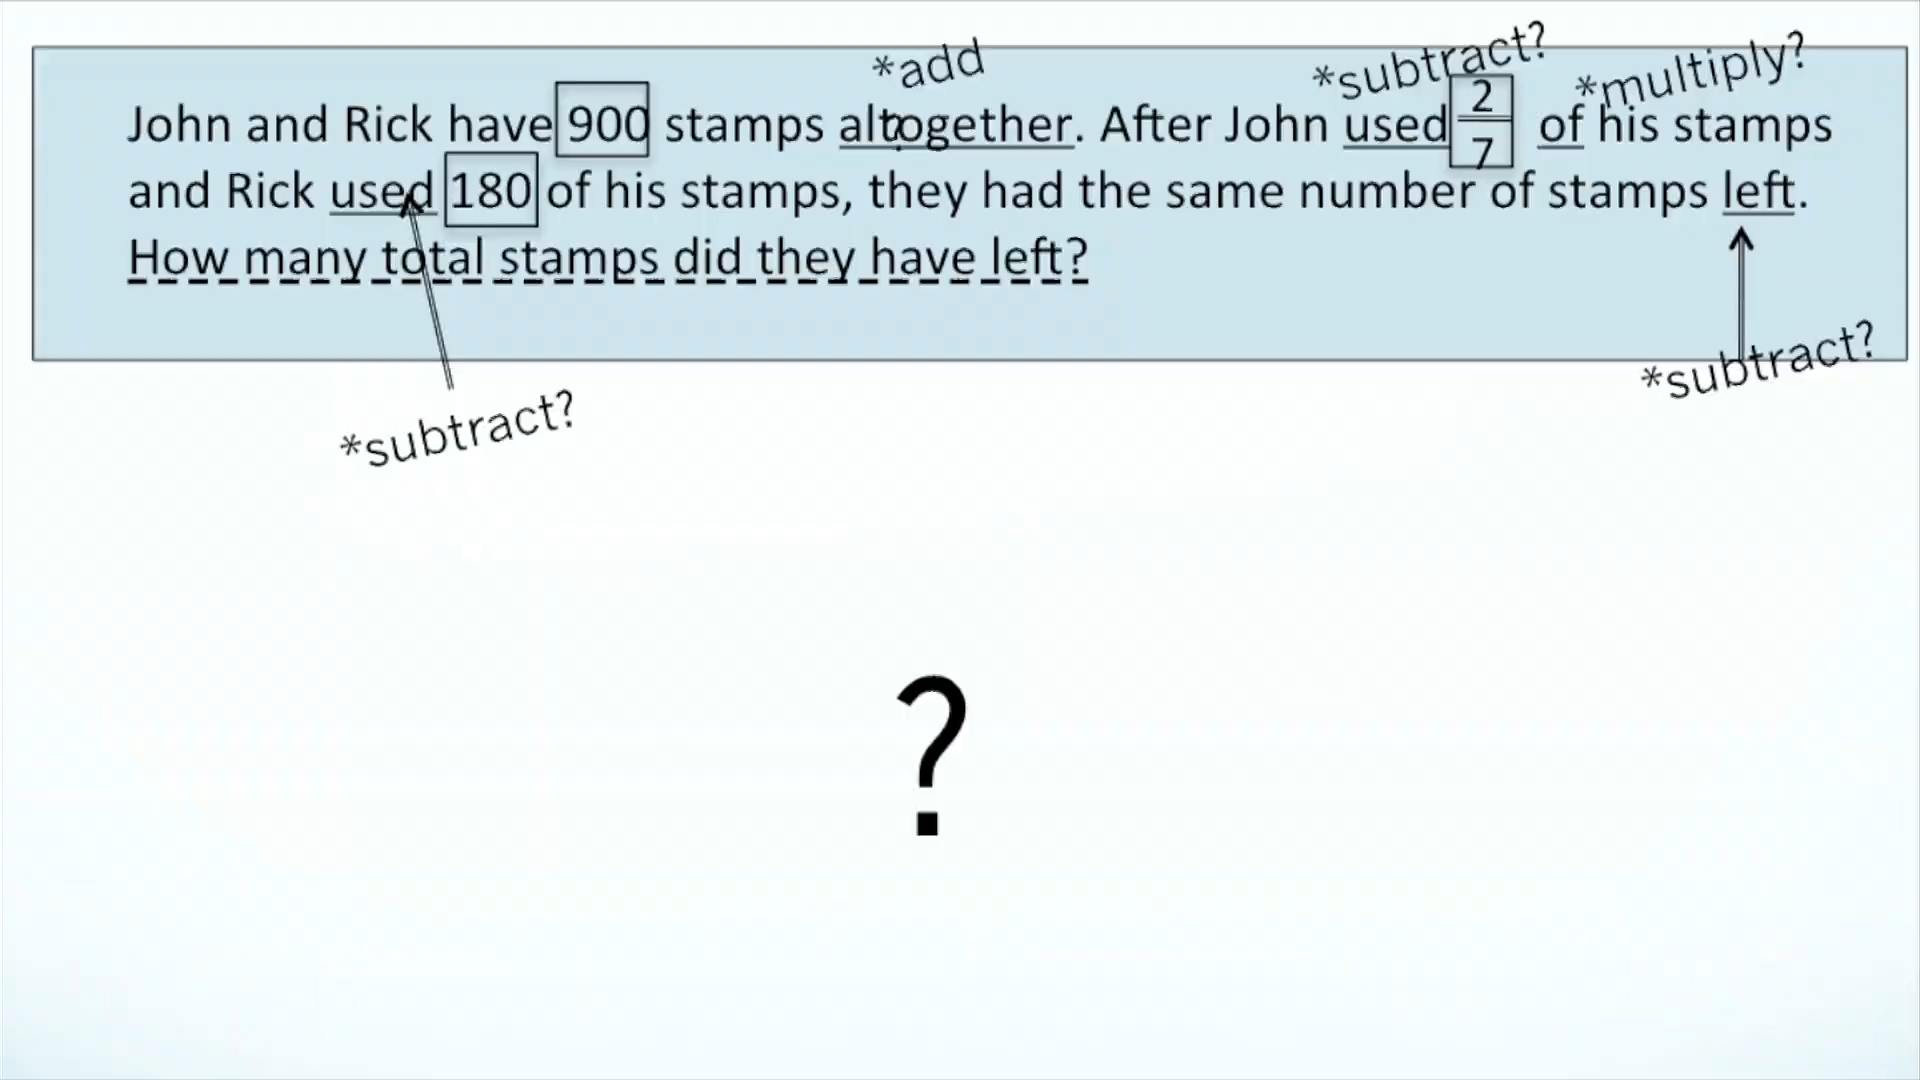 *add *subtract? *multiply?
John and Rick have 900 stamps altogether. After John used 2/7 of his stamps
and Rick used 180 of his stamps, they had the same number of stamps left.
How many total stamps did they have left?
*subtract?
*subtract?
?